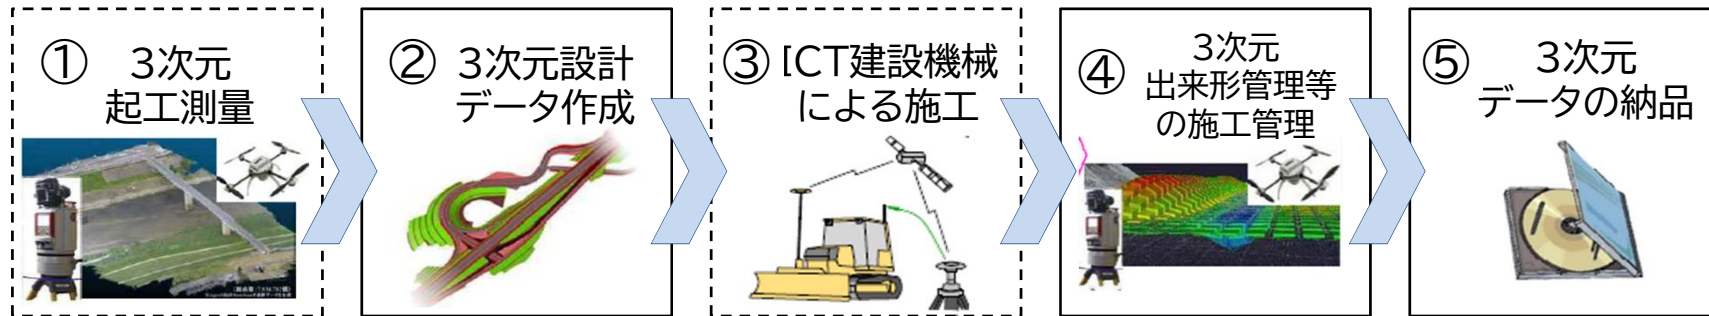 ① 3次元
起工測量
② 3次元設計
データ作成
③ ICT建設機械
による施工
④ 3次元
出来形管理等
の施工管理
⑤ 3次元
データの納品